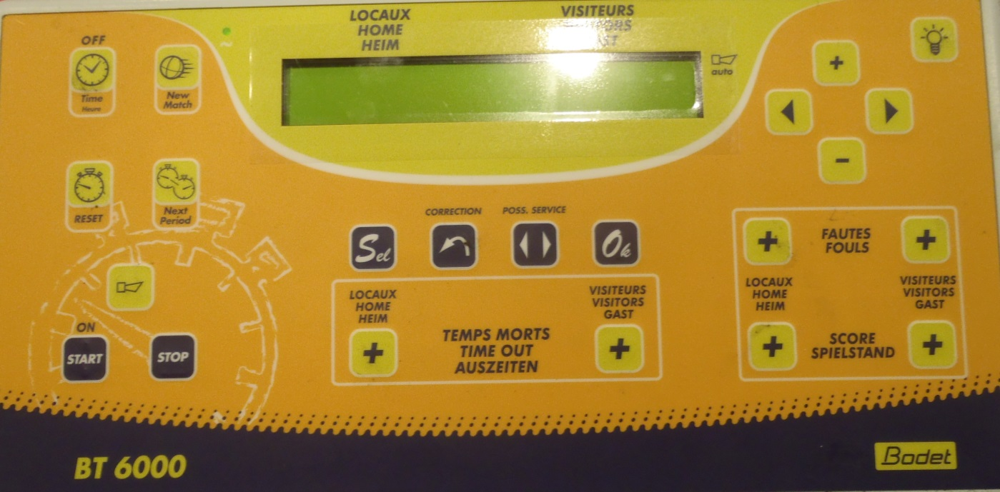 LOCAUX
HOME
HEIM
VISITEURS
VISITORS
GAST
auto
OFF
Time
Heure
New
Match
RESET
Next
Period
CORRECTION
POSS. SERVICE
Sel
Ok
ON
START
STOP
LOCAUX
HOME
HEIM
TEMPS MORTS
TIME OUT
AUSZEITEN
VISITEURS
VISITORS
GAST
FAUTES
FOULS
LOCAUX
HOME
HEIM
VISITEURS
VISITORS
GAST
SCORE
SPIELSTAND
BT 6000
Bodet